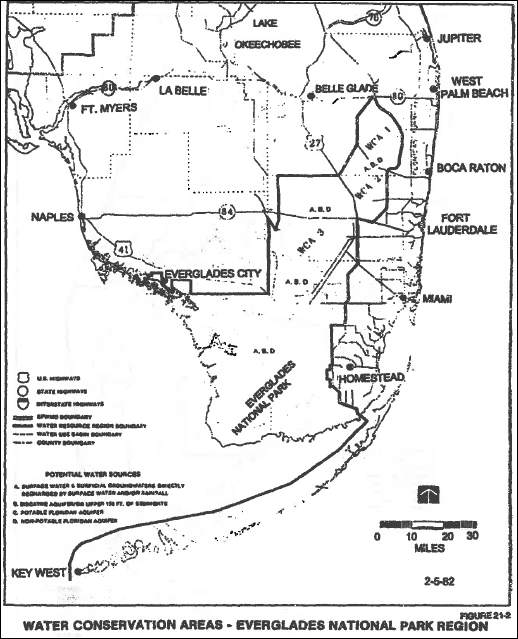 LAKE
OKEECHOBEE
70
JUPITER
80
LA BELLE
BELLE GLADE
80
WEST
PALM BEACH
FT. MYERS
27
WCA 1
BOCA RATON
A, B, D
WCA 2
NAPLES
84
A, B, D
FORT
LAUDERDALE
41
WCA 3
EVERGLADES CITY
A, B, D
MIAMI
A, B, D
HOMESTEAD
EVERGLADES
NATIONAL PARK
U.S. HIGHWAYS
STATE HIGHWAYS
INTERSTATE HIGHWAYS
SFWMD BOUNDARY
WATER RESOURCE REGION BOUNDARY
WATER USE BASIN BOUNDARY
COUNTY BOUNDARY
POTENTIAL WATER SOURCES
A. SURFACE WATER & SURFICIAL GROUNDWATERS DIRECTLY
RECHARGED BY SURFACE WATER AND/OR RAINFALL
B. BISCAYNE AQUIFER/OR UPPER 150 FT. OF SEDIMENTS
C. POTABLE FLORIDAN AQUIFER
D. NON-POTABLE FLORIDAN AQUIFER
0 10 20 30
MILES
KEY WEST
2-5-82
FIGURE 21-2
WATER CONSERVATION AREAS - EVERGLADES NATIONAL PARK REGION